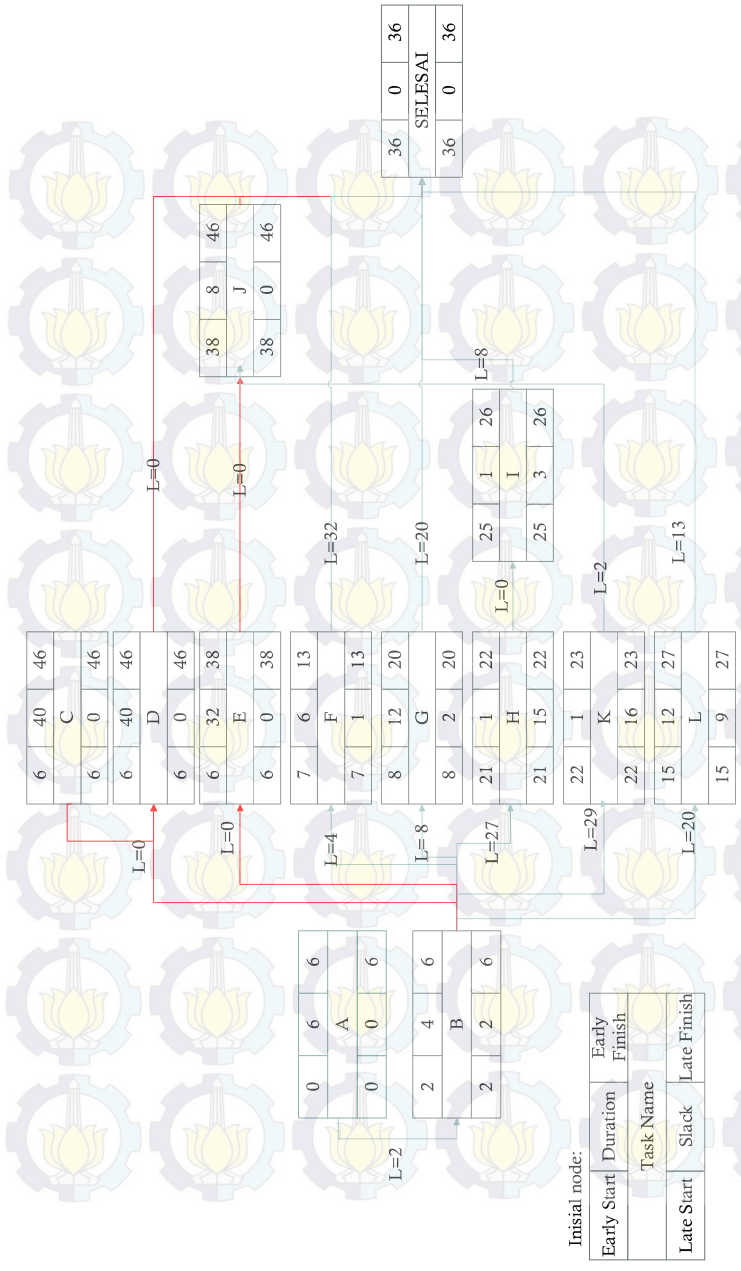 0 6 6
A
0 0 6
L=2
2 4 6
B
2 2 6
L=0
6 40 46
C
6 0 46
6 40 46
D
6 0 46
L=0
L=0
6 32 38
E
6 0 38
L=0
38 8 46
J
38 0 46
L=4
7 6 13
F
7 1 13
L=32
L=8
8 12 20
G
8 2 20
L=20
L=27
21 1 22
H
21 15 22
L=0
25 1 26
I
25 3 26
L=8
L=29
22 1 23
K
22 16 23
L=2
L=20
15 12 27
L
15 9 27
L=13
36 0 36
SELESAI
36 0 36
Inisial node:
Early Start Duration Early
Finish
Task Name
Late Start Slack Late Finish